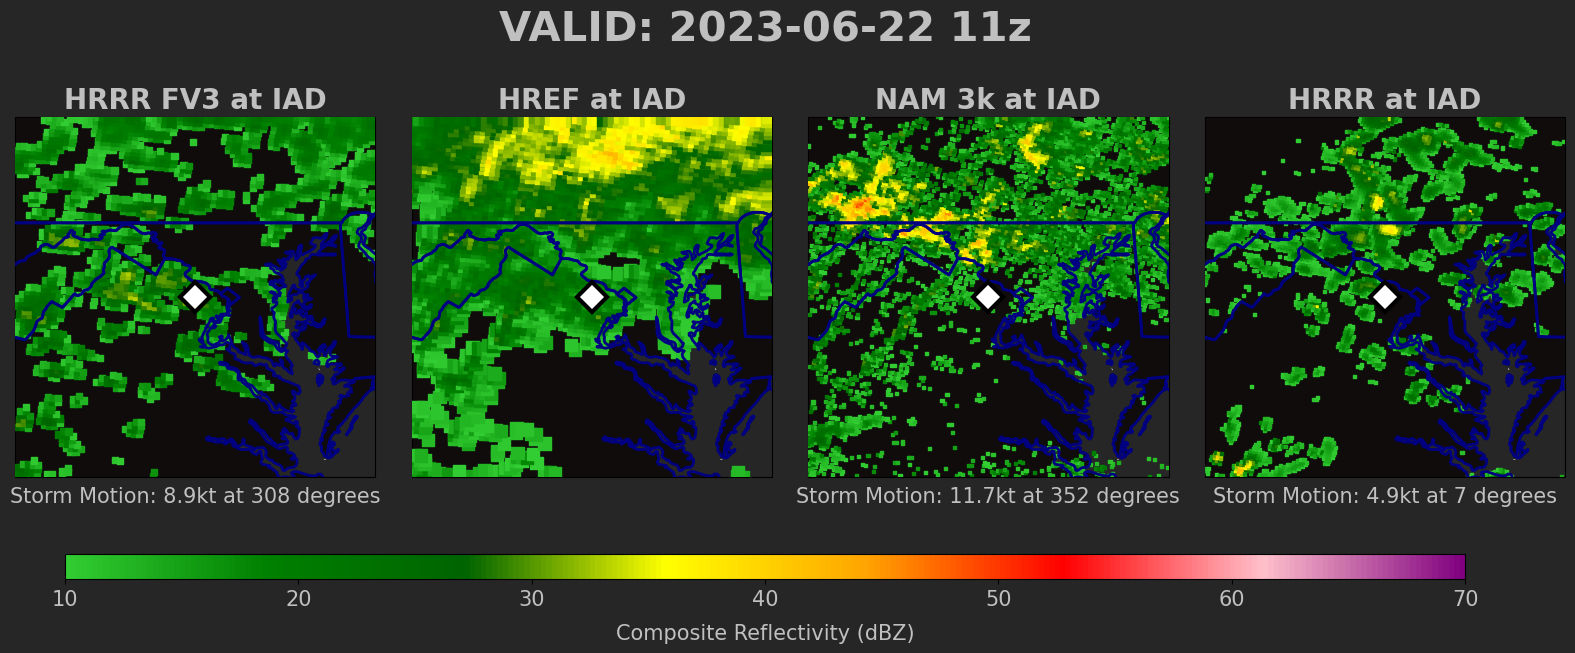 VALID: 2023-06-22 11z
HRRR FV3 at IAD
HREF at IAD
NAM 3k at IAD
HRRR at IAD
Storm Motion: 8.9kt at 308 degrees
Storm Motion: 11.7kt at 352 degrees
Storm Motion: 4.9kt at 7 degrees
10 20 30 40 50 60 70
Composite Reflectivity (dBZ)